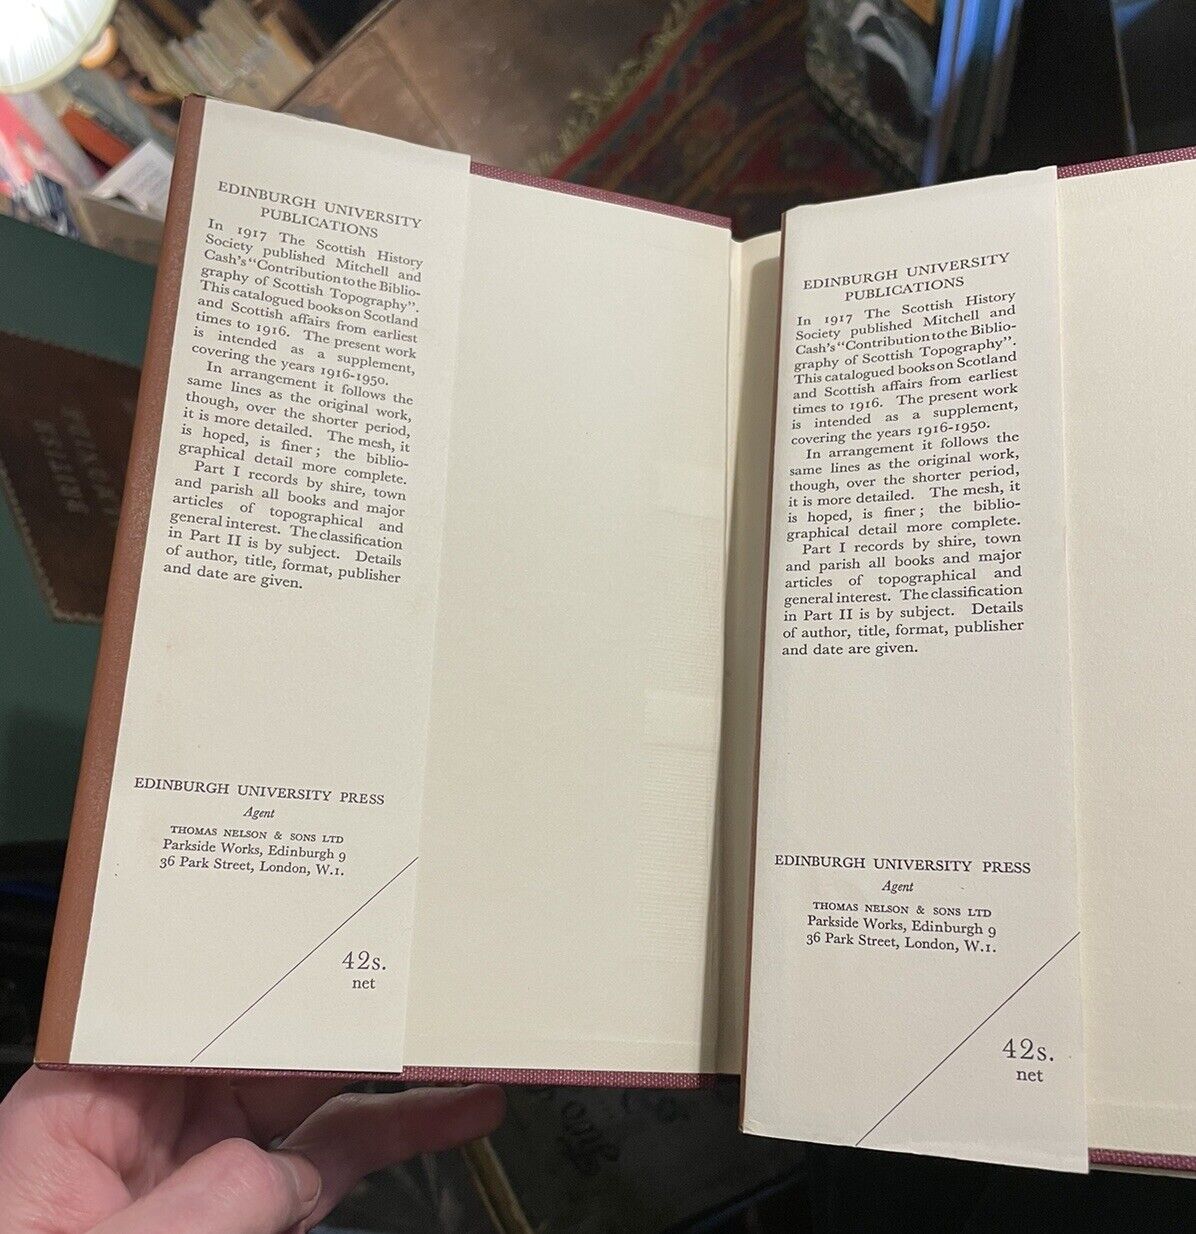 EDINBURGH UNIVERSITY
PUBLICATIONS
In 1917 The Scottish History
Society published Mitchell and
Cash's "Contribution to the Biblio-
graphy of Scottish Topography".
This catalogued books on Scotland
and Scottish affairs from earliest
times to 1916. The present work
is intended as a supplement,
covering the years 1916-1950.
In arrangement it follows the
same lines as the original work,
though, over the shorter period,
it is more detailed. The mesh, it
is hoped, is finer; the biblio-
graphical detail more complete.
Part I records by shire, town
and parish all books and major
articles of topographical and
general interest. The classification
in Part II is by subject. Details
of author, title, format, publisher
and date are given.
EDINBURGH UNIVERSITY PRESS
Agent
THOMAS NELSON & SONS LTD
Parkside Works, Edinburgh 9
36 Park Street, London, W.1.
42s.
net
EDINBURGH UNIVERSITY
PUBLICATIONS
In 1917 The Scottish History
Society published Mitchell and
Cash's "Contribution to the Biblio-
graphy of Scottish Topography".
This catalogued books on Scotland
and Scottish affairs from earliest
times to 1916. The present work
is intended as a supplement,
covering the years 1916-1950.
In arrangement it follows the
same lines as the original work,
though, over the shorter period,
it is more detailed. The mesh, it
is hoped, is finer; the biblio-
graphical detail more complete.
Part I records by shire, town
and parish all books and major
articles of topographical and
general interest. The classification
in Part II is by subject. Details
of author, title, format, publisher
and date are given.
EDINBURGH UNIVERSITY PRESS
Agent
THOMAS NELSON & SONS LTD
Parkside Works, Edinburgh 9
36 Park Street, London, W.1.
42s.
net